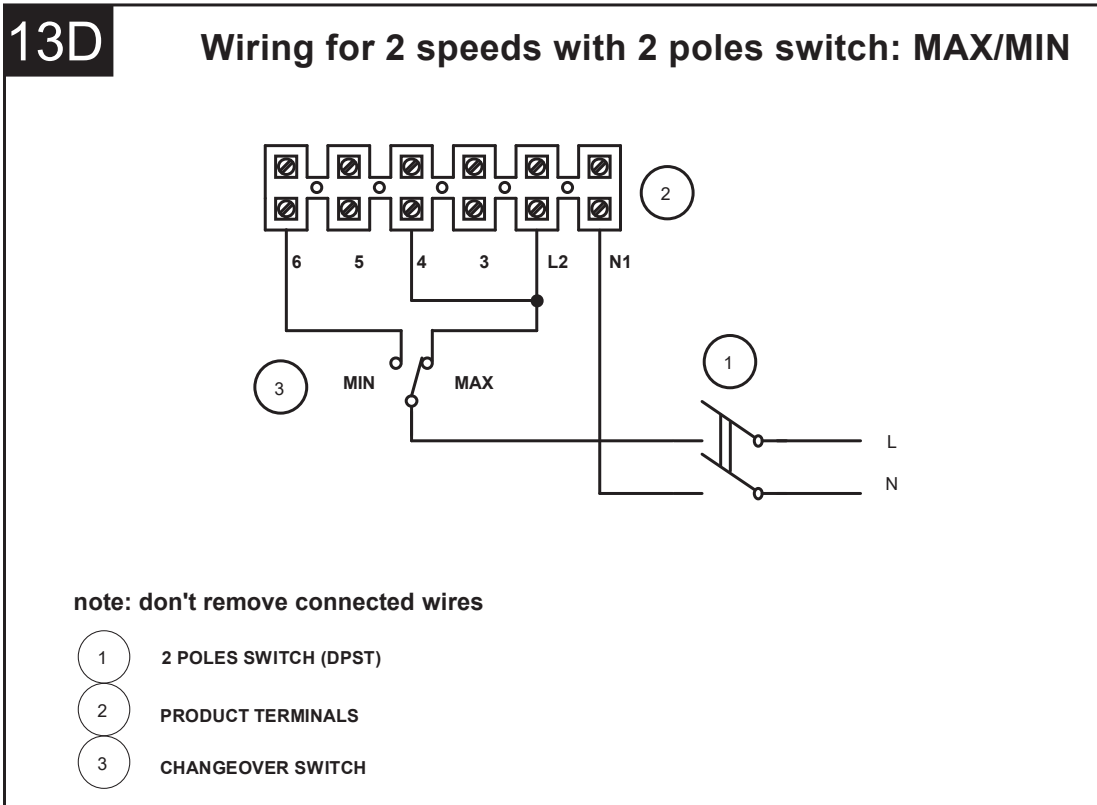 13D
Wiring for 2 speeds with 2 poles switch: MAX/MIN
2
6 5 4 3 L2 N1
1
3 MIN MAX
L
N
note: don't remove connected wires
1 2 POLES SWITCH (DPST)
2 PRODUCT TERMINALS
3 CHANGEOVER SWITCH